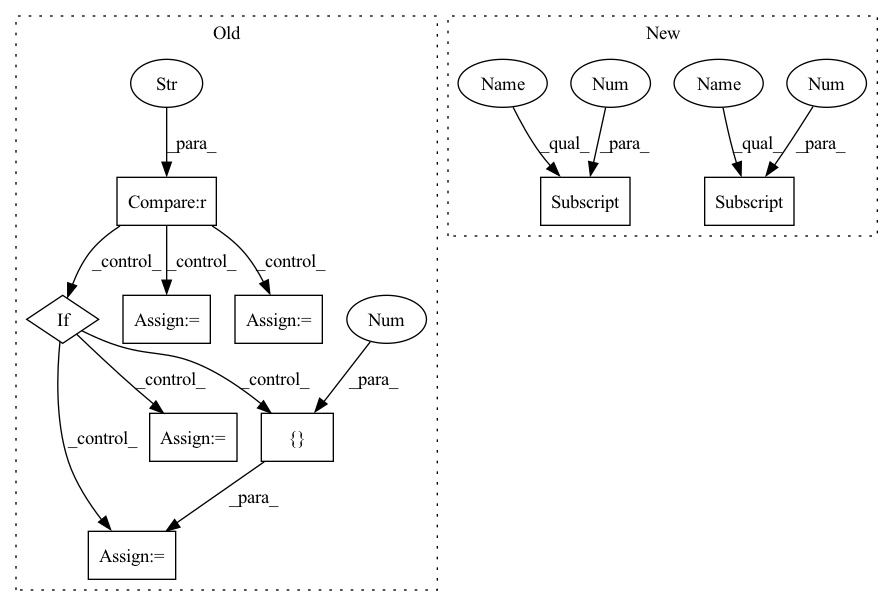 Old
New
Str
Name
Num
Name
Num
_para_
_qual_
_para_
_qual_
_para_
Compare:r
Subscript
Subscript
_control_
_control_
_control_
If
Assign:=
Assign:=
Num
_control_
_control_
_para_
_control_
Assign:=
{}
_para_
Assign:=